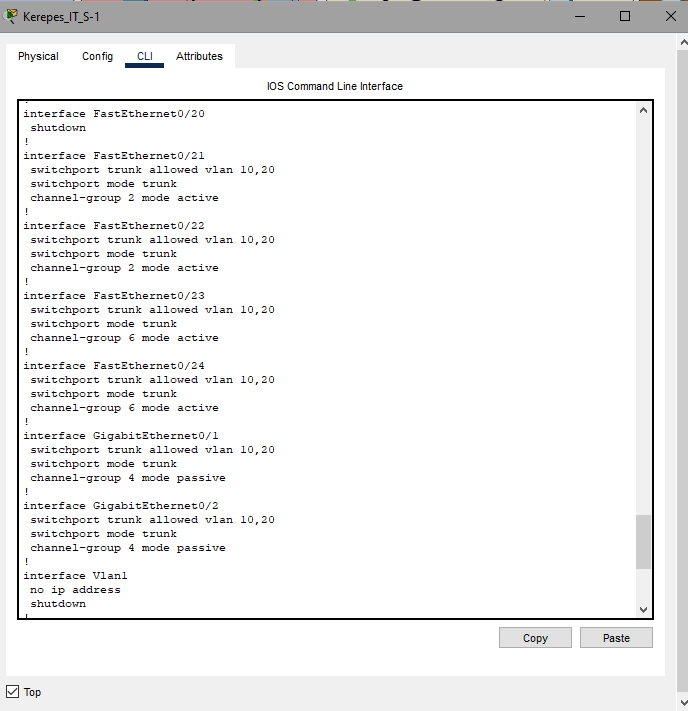 Kerepes_IT_S-1
Physical Config CLI Attributes
IOS Command Line Interface
!
interface FastEthernet0/20
 shutdown
!
interface FastEthernet0/21
 switchport trunk allowed vlan 10,20
 switchport mode trunk
 channel-group 2 mode active
!
interface FastEthernet0/22
 switchport trunk allowed vlan 10,20
 switchport mode trunk
 channel-group 2 mode active
!
interface FastEthernet0/23
 switchport trunk allowed vlan 10,20
 switchport mode trunk
 channel-group 6 mode active
!
interface FastEthernet0/24
 switchport trunk allowed vlan 10,20
 switchport mode trunk
 channel-group 6 mode active
!
interface GigabitEthernet0/1
 switchport trunk allowed vlan 10,20
 switchport mode trunk
 channel-group 4 mode passive
!
interface GigabitEthernet0/2
 switchport trunk allowed vlan 10,20
 switchport mode trunk
 channel-group 4 mode passive
!
interface Vlan1
 no ip address
 shutdown
!
Copy Paste
Top